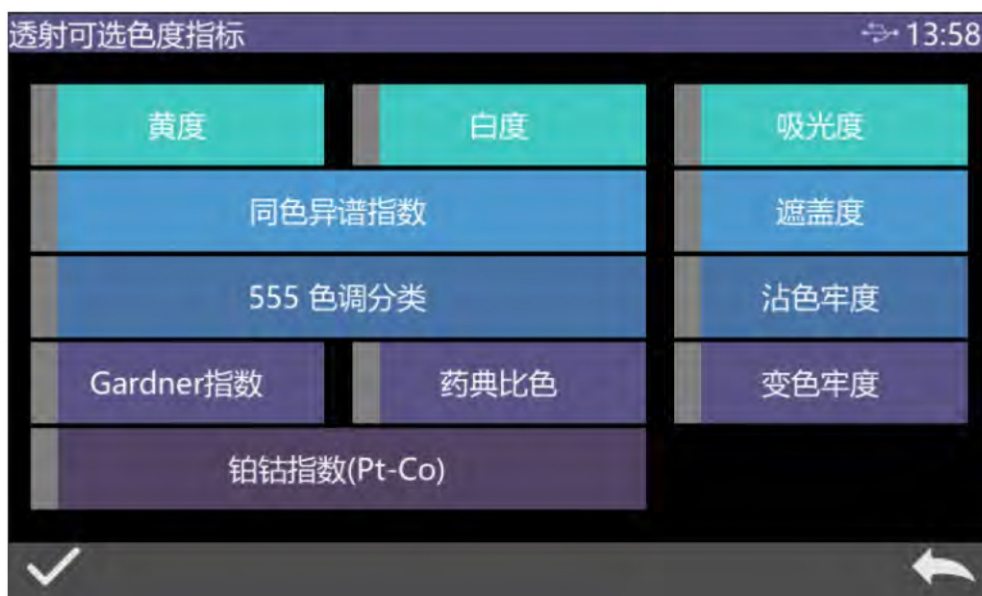 透射可选色度指标 13:58
黄度 白度 吸光度
同色异谱指数 遮盖度
555 色调分类 沾色牢度
Gardner指数 药典比色 变色牢度
铂钴指数(Pt-Co)